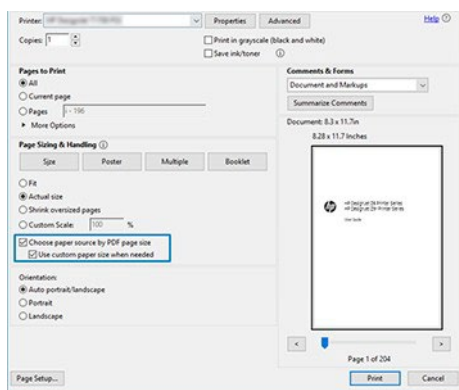 Printer:
Properties
Advanced
Help
Copies: 1
Print in grayscale (black and white)
Save ink/toner
Pages to Print
All
Current page
Pages 1 - 196
More Options
Page Sizing & Handling
Size
Poster
Multiple
Booklet
Fit
Actual size
Shrink oversized pages
Custom Scale: 100 %
Choose paper source by PDF page size
Use custom paper size when needed
Orientation:
Auto portrait/landscape
Portrait
Landscape
Comments & Forms
Document and Markups
Summarize Comments
Document: 8.3 x 11.7in
8.28 x 11.7 Inches
hp
<
>
Page 1 of 204
Page Setup...
Print
Cancel